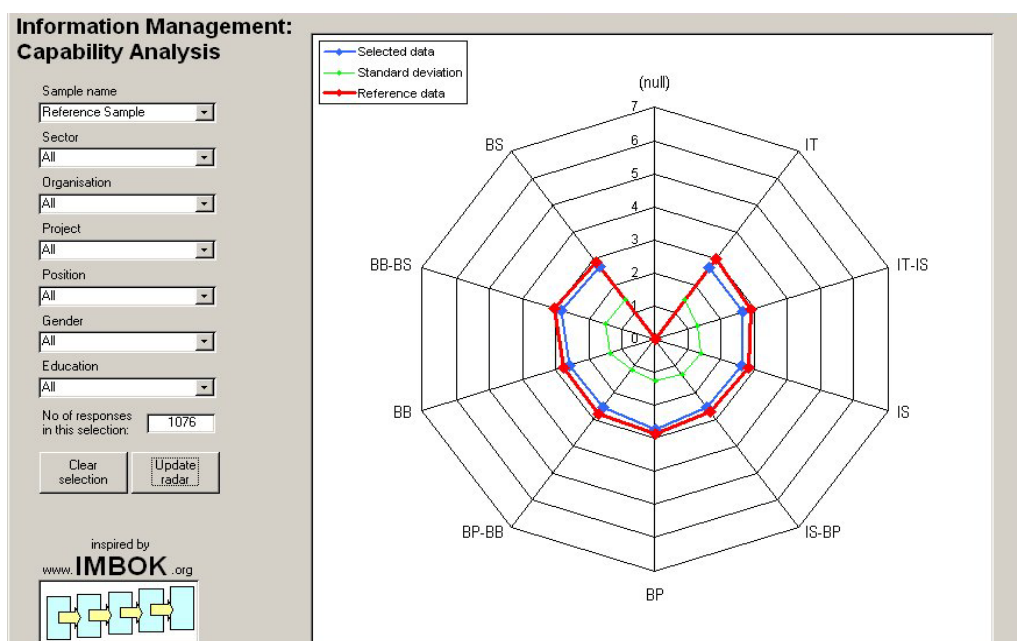 Information Management:
Capability Analysis
Sample name
Reference Sample
Sector
All
Organisation
All
Project
All
Position
All
Gender
All
Education
All
No of responses
in this selection:
1076
Clear
selection
Update
radar
inspired by
www. IMBOK .org
Selected data
Standard deviation
Reference data
(null)
IT
IT-IS
IS
IS-BP
BP
BP-BB
BB
BB-BS
BS
7
6
5
4
3
2
1
0